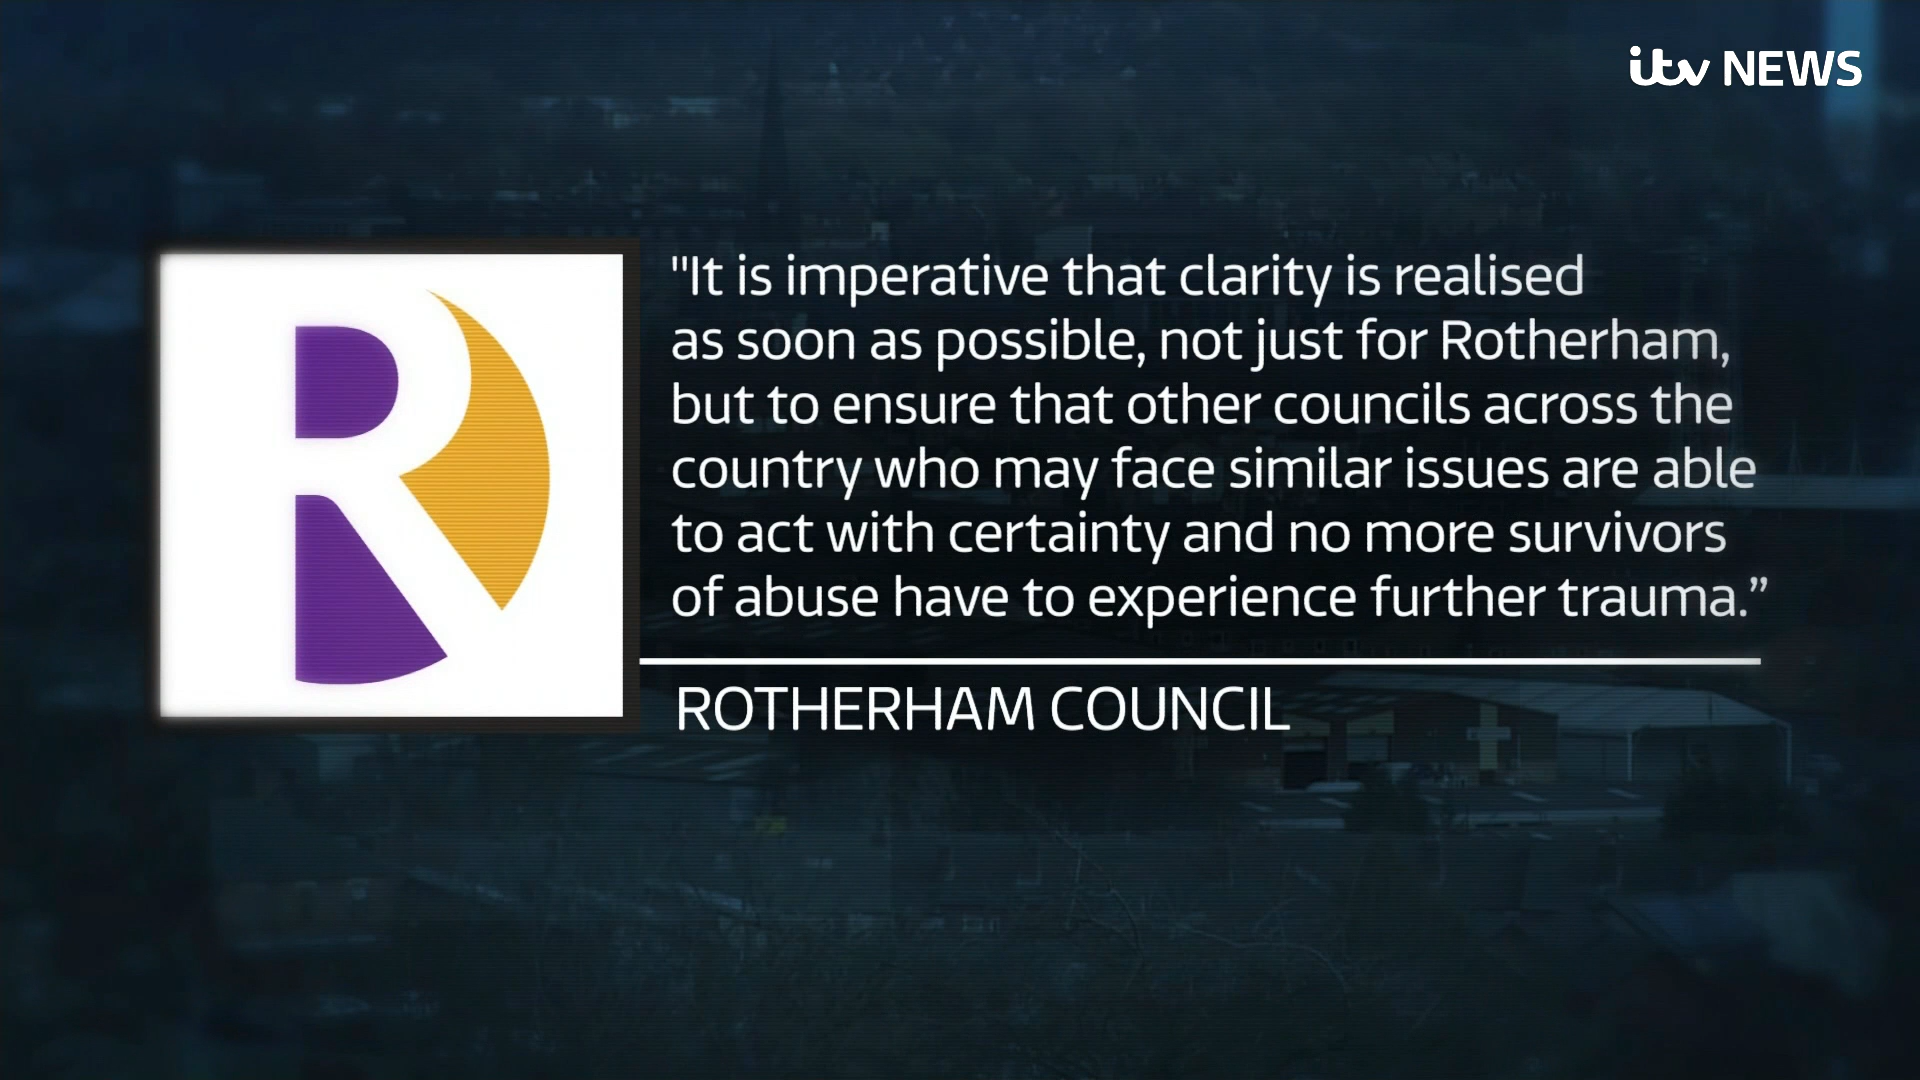 itv NEWS
"It is imperative that clarity is realised
as soon as possible, not just for Rotherham,
but to ensure that other councils across the
country who may face similar issues are able
to act with certainty and no more survivors
of abuse have to experience further trauma.”
ROTHERHAM COUNCIL